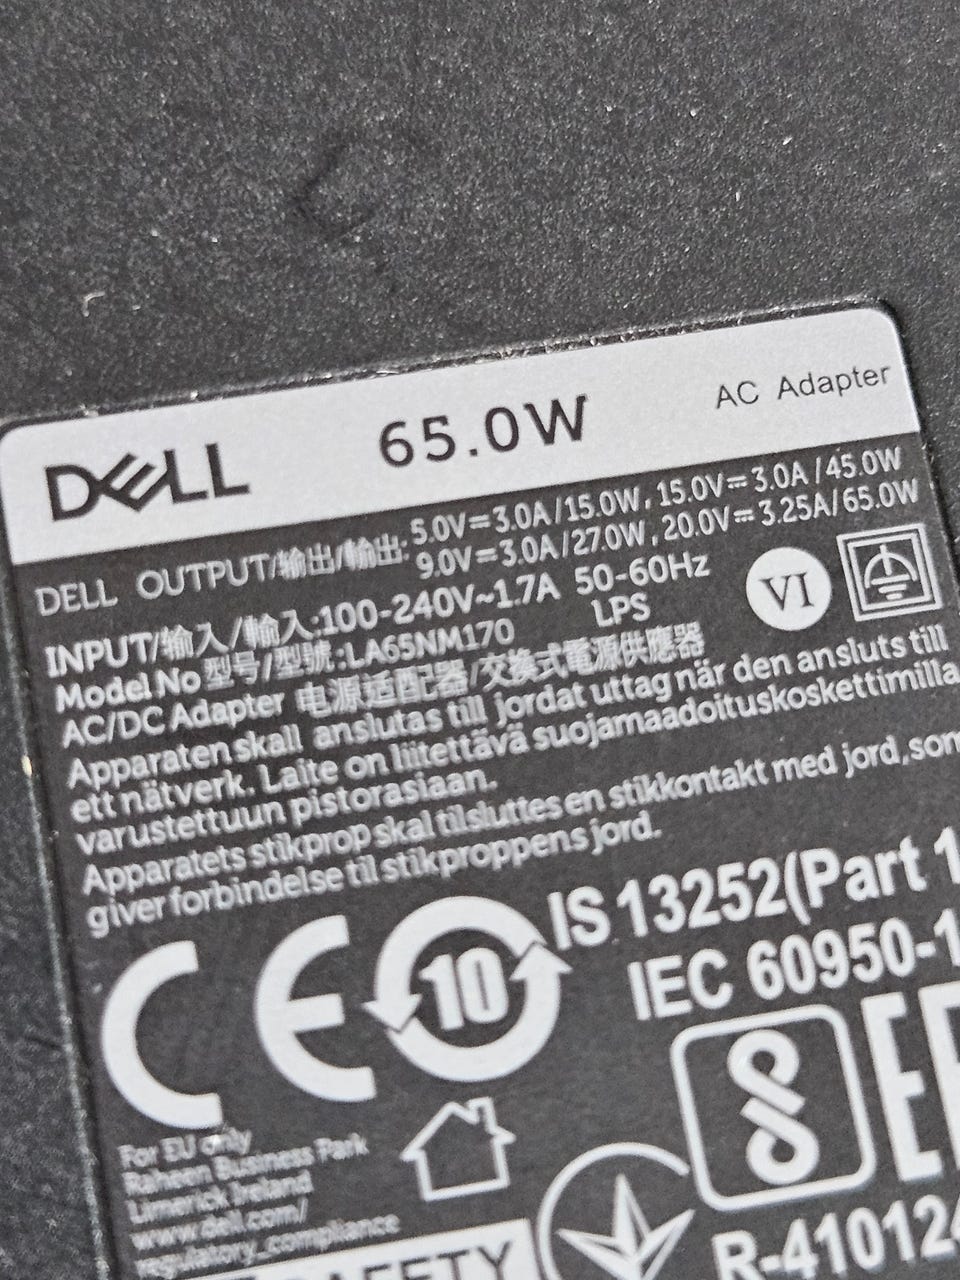 DELL 65.0W AC Adapter
DELL OUTPUT/输出/輸出: 5.0V⎓3.0A/15.0W, 15.0V⎓3.0A/45.0W
9.0V⎓3.0A/27.0W, 20.0V⎓3.25A/65.0W
INPUT/输入/輸入:100-240V~1.7A 50-60Hz
Model No 型号/型號:LA65NM170 LPS
VI
AC/DC Adapter 电源适配器/交換式電源供應器
Apparaten skall anslutas till jordat uttag när den ansluts till
ett nätverk. Laite on liitettävä suojamaadoituskoskettimilla
varustettuun pistorasiaan.
Apparatets stikprop skal tilsluttes en stikkontakt med jord, som
giver forbindelse til stikproppens jord.
CE 10 IS 13252(Part 1
IEC 60950-1
For EU only
Raheen Business Park
Limerick Ireland
www.dell.com/
regulatory_compliance
R-410124